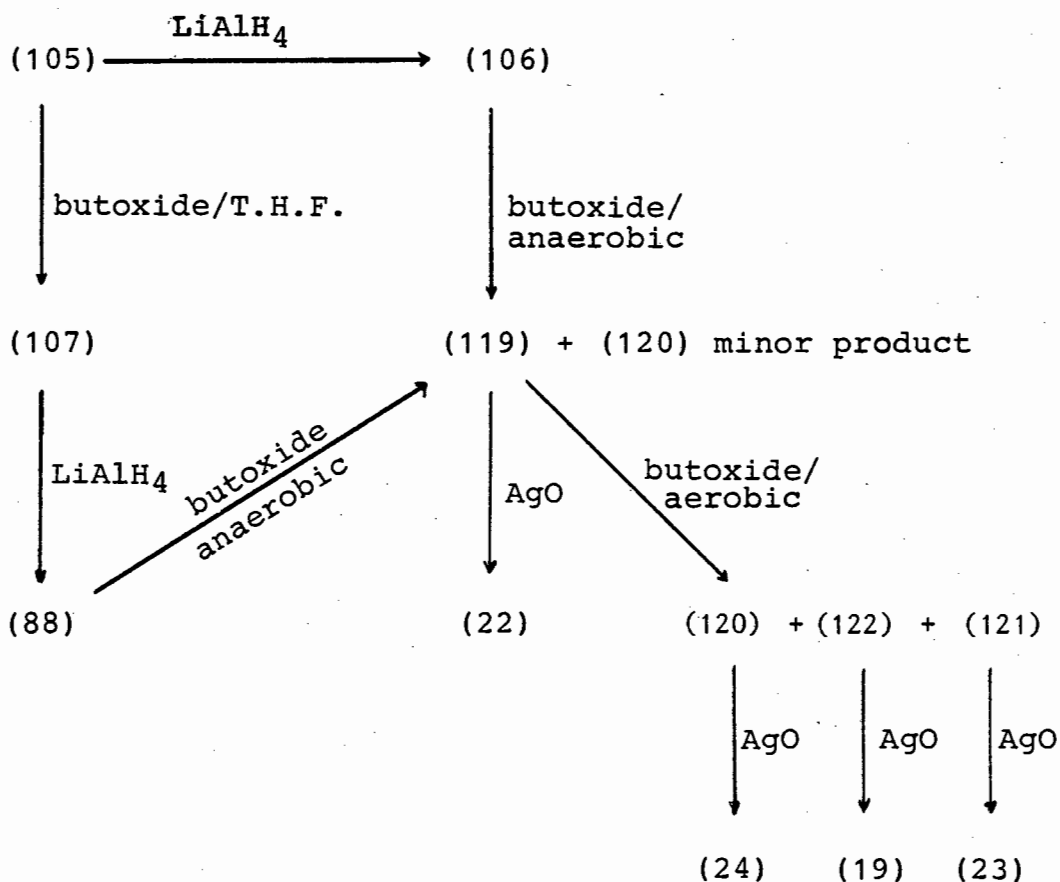 LiAlH4
(105) (106)
butoxide/T.H.F. butoxide/
anaerobic
(107) (119) + (120) minor product
LiAlH4 butoxide
anaerobic AgO butoxide/
aerobic
(88) (22) (120) + (122) + (121)
AgO AgO AgO
(24) (19) (23)